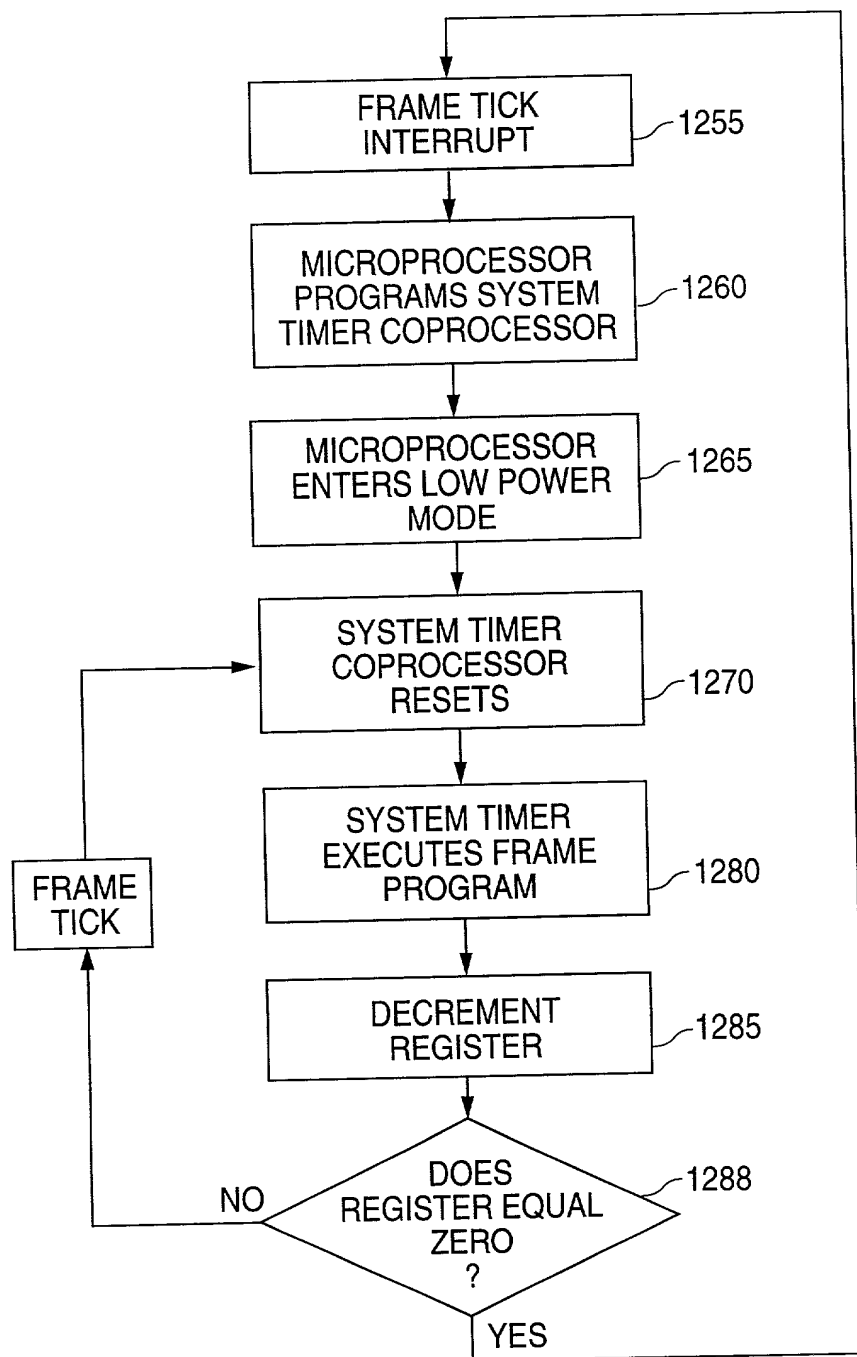 FRAME TICK
INTERRUPT
1255
MICROPROCESSOR
PROGRAMS SYSTEM
TIMER COPROCESSOR
1260
MICROPROCESSOR
ENTERS LOW POWER
MODE
1265
SYSTEM TIMER
COPROCESSOR
RESETS
1270
SYSTEM TIMER
EXECUTES FRAME
PROGRAM
1280
FRAME
TICK
DECREMENT
REGISTER
1285
DOES
REGISTER EQUAL
ZERO
?
1288
NO
YES